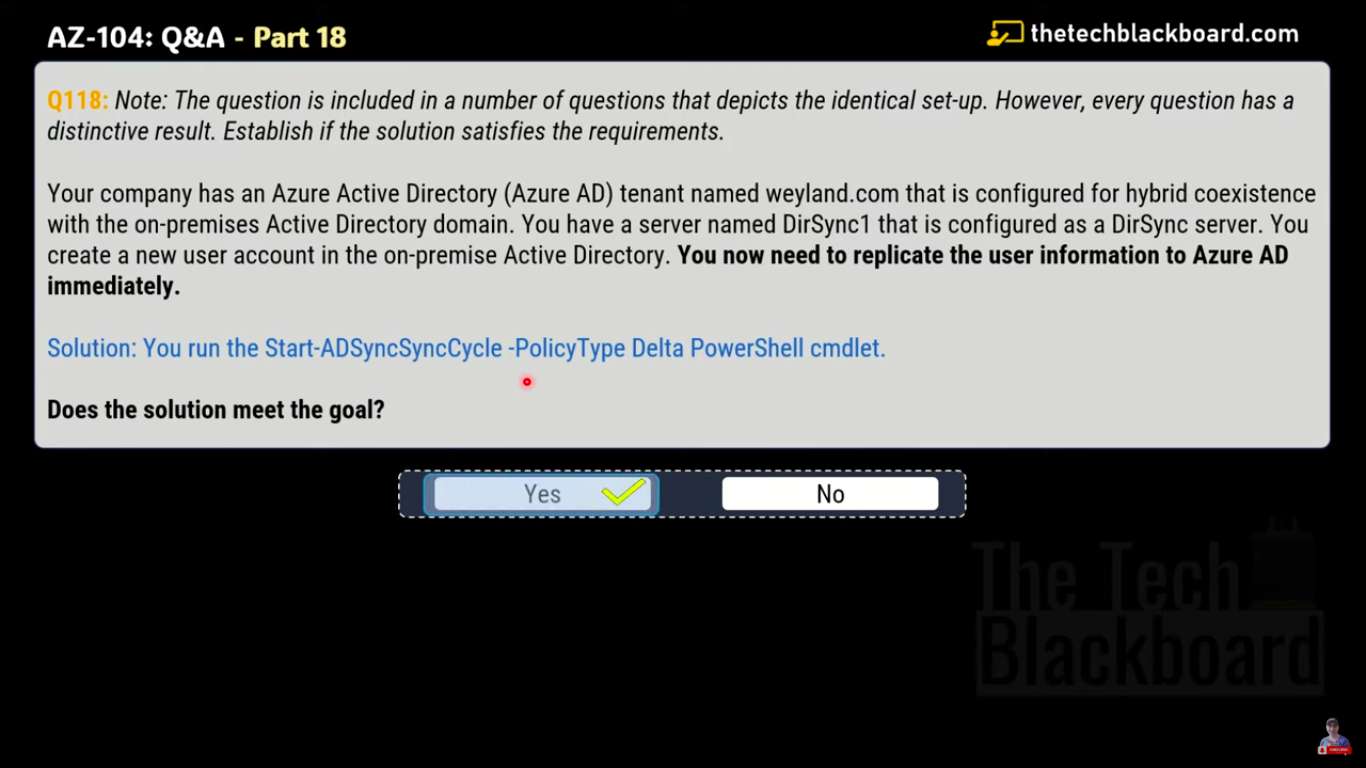 AZ-104: Q&A - Part 18
thetechblackboard.com
Q118: Note: The question is included in a number of questions that depicts the identical set-up. However, every question has a
distinctive result. Establish if the solution satisfies the requirements.
Your company has an Azure Active Directory (Azure AD) tenant named weyland.com that is configured for hybrid coexistence
with the on-premises Active Directory domain. You have a server named DirSync1 that is configured as a DirSync server. You
create a new user account in the on-premise Active Directory. You now need to replicate the user information to Azure AD
immediately.
Solution: You run the Start-ADSyncSyncCycle -PolicyType Delta PowerShell cmdlet.
Does the solution meet the goal?
Yes
No
The Tech
Blackboard
SUBSCRIBE